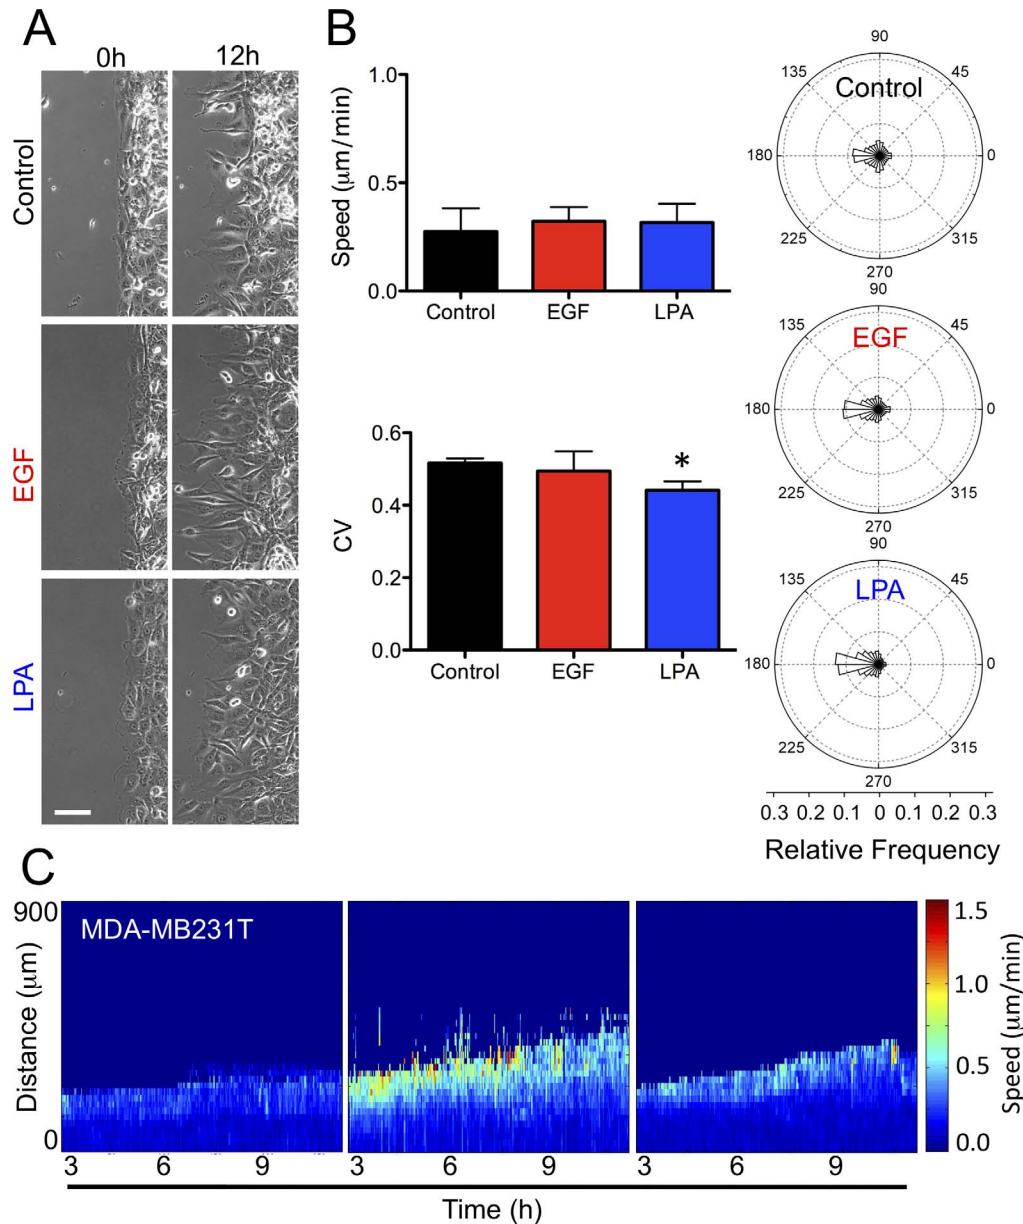 A
0h 12h
Control
EGF
LPA
B
Speed (μm/min)
1.0
0.5
0.0
Control EGF LPA
CV
0.6
0.4
0.2
0.0
*
Control EGF LPA
90
135 45
Control
180 0
225 315
270
90
135 45
EGF
180 0
225 315
270
90
135 45
LPA
180 0
225 315
270
0.3 0.2 0.1 0 0.1 0.2 0.3
Relative Frequency
C
900
Distance (μm)
0
MDA-MB231T
3 6 9 3 6 9 3 6 9
Time (h)
1.5
1.0
0.5
0.0
Speed (μm/min)